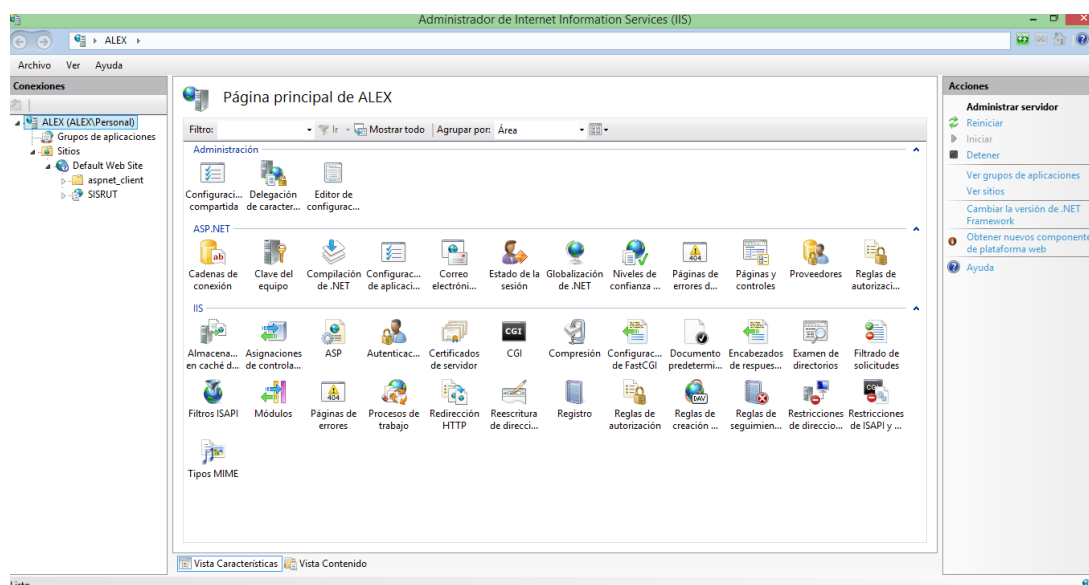 Administrador de Internet Information Services (IIS)
ALEX
Archivo Ver Ayuda
Conexiones
ALEX (ALEX\Personal)
Grupos de aplicaciones
Sitios
Default Web Site
aspnet_client
SISRUT
Página principal de ALEX
Filtro: Ir Mostrar todo Agrupar por: Área
Administración
Configuraci... Delegación Editor de
compartida de caracter... configurac...
ASP.NET
ab
404
Cadenas de Clave del Compilación Configurac... Correo Estado de la Globalización Niveles de Páginas de Páginas y Proveedores Reglas de
conexión equipo de .NET de aplicaci... electróni... sesión de .NET confianza ... errores d... controles autorizaci...
IIS
CGI
Almacena... Asignaciones ASP Autenticac... Certificados CGI Compresión Configurac... Documento Encabezados Examen de Filtrado de
en caché d... de controla... de servidor de FastCGI predetermi... de respues... directorios solicitudes
404
DAV
Filtros ISAPI Módulos Páginas de Procesos de Redirección Reescritura Registro Reglas de Reglas de Reglas de Restricciones Restricciones
errores trabajo HTTP de direcci... autorización creación ... seguimien... de direccio... de ISAPI y ...
Tipos MIME
Vista Características Vista Contenido
Acciones
Administrar servidor
Reiniciar
Iniciar
Detener
Ver grupos de aplicaciones
Ver sitios
Cambiar la versión de .NET
Framework
Obtener nuevos componente
de plataforma web
Ayuda